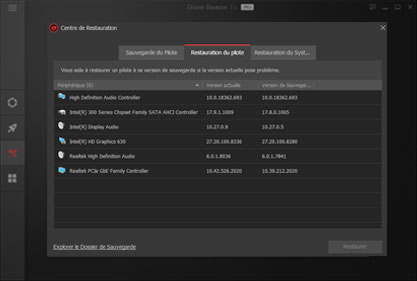 Driver Booster 7.1
Centre de Restauration
Sauvegarde du Pilote
Restauration du pilote
Restauration du Syst...
Vous aide à restaurer un pilote à sa version de sauvegarde si la version actuelle pose problème.
Périphérique (6) Version actuelle Version de Sauvegar...
High Definition Audio Controller 10.0.18362.693 10.0.18362.693
Intel(R) 300 Series Chipset Family SATA AHCI Controller 17.9.1.1009 17.8.0.1065
Intel(R) Display Audio 10.27.0.9 10.27.0.5
Intel(R) HD Graphics 630 27.20.100.8336 27.20.100.8280
Realtek High Definition Audio 6.0.1.8036 6.0.1.7841
Realtek PCIe GbE Family Controller 10.42.526.2020 10.39.212.2020
Explorer le Dossier de Sauvegarde
Restaurer